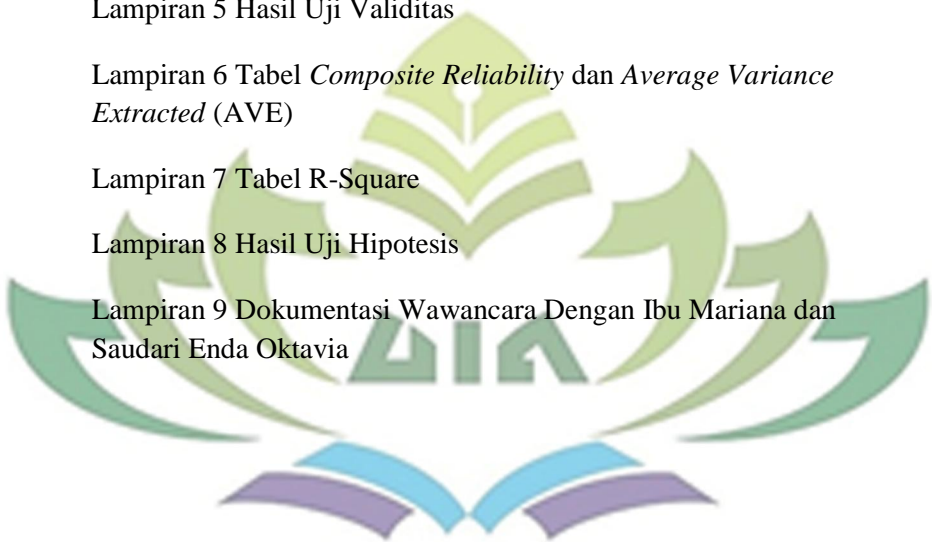 Lampiran 5 Hasil Uji Validitas
Lampiran 6 Tabel Composite Reliability dan Average Variance
Extracted (AVE)
Lampiran 7 Tabel R-Square
Lampiran 8 Hasil Uji Hipotesis
Lampiran 9 Dokumentasi Wawancara Dengan Ibu Mariana dan
Saudari Enda Oktavia
UIN